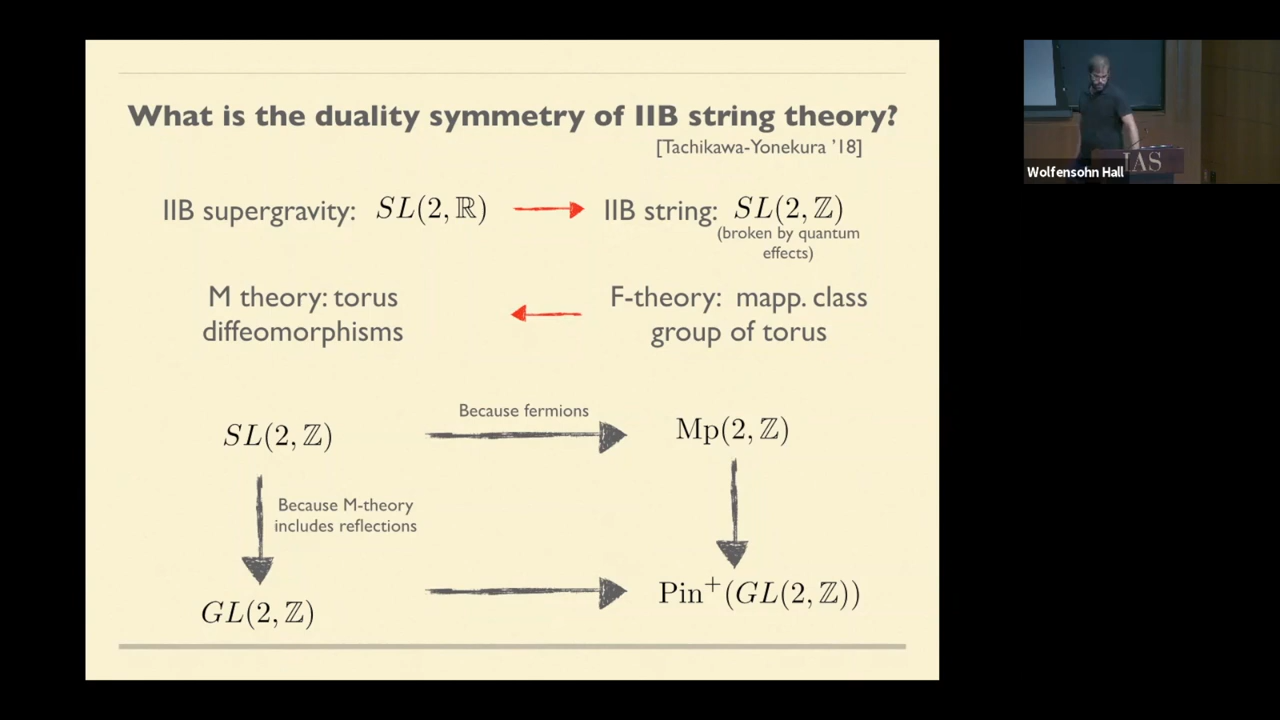 What is the duality symmetry of IIB string theory?
[Tachikawa-Yonekura '18]
IIB supergravity: SL(2, ℝ)
IIB string: SL(2, ℤ)
(broken by quantum
effects)
M theory: torus
diffeomorphisms
F-theory: mapp. class
group of torus
SL(2, ℤ)
Because fermions
Mp(2, ℤ)
Because M-theory
includes reflections
GL(2, ℤ)
Pin⁺(GL(2, ℤ))
IAS
Wolfensohn Hall